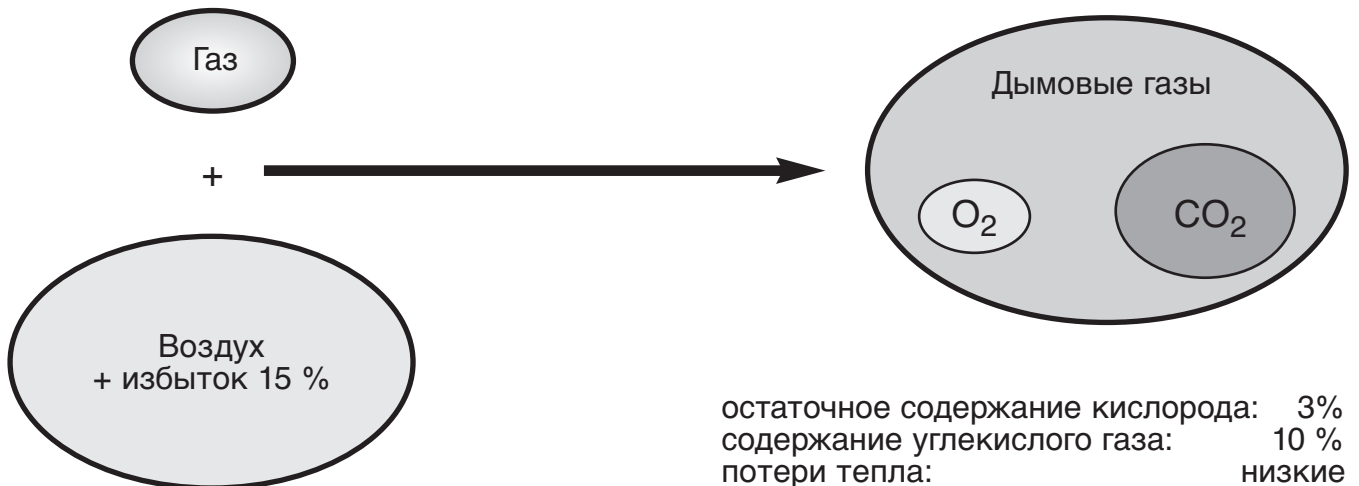 Газ
+
Воздух
+ избыток 15 %
Дымовые газы
O₂
CO₂
остаточное содержание кислорода: 3%
содержание углекислого газа: 10 %
потери тепла: низкие